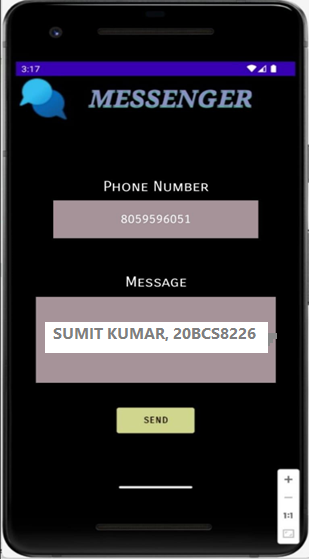 3:17
MESSENGER
Phone Number
8059596051
Message
SUMIT KUMAR, 20BCS8226
SEND
1:1